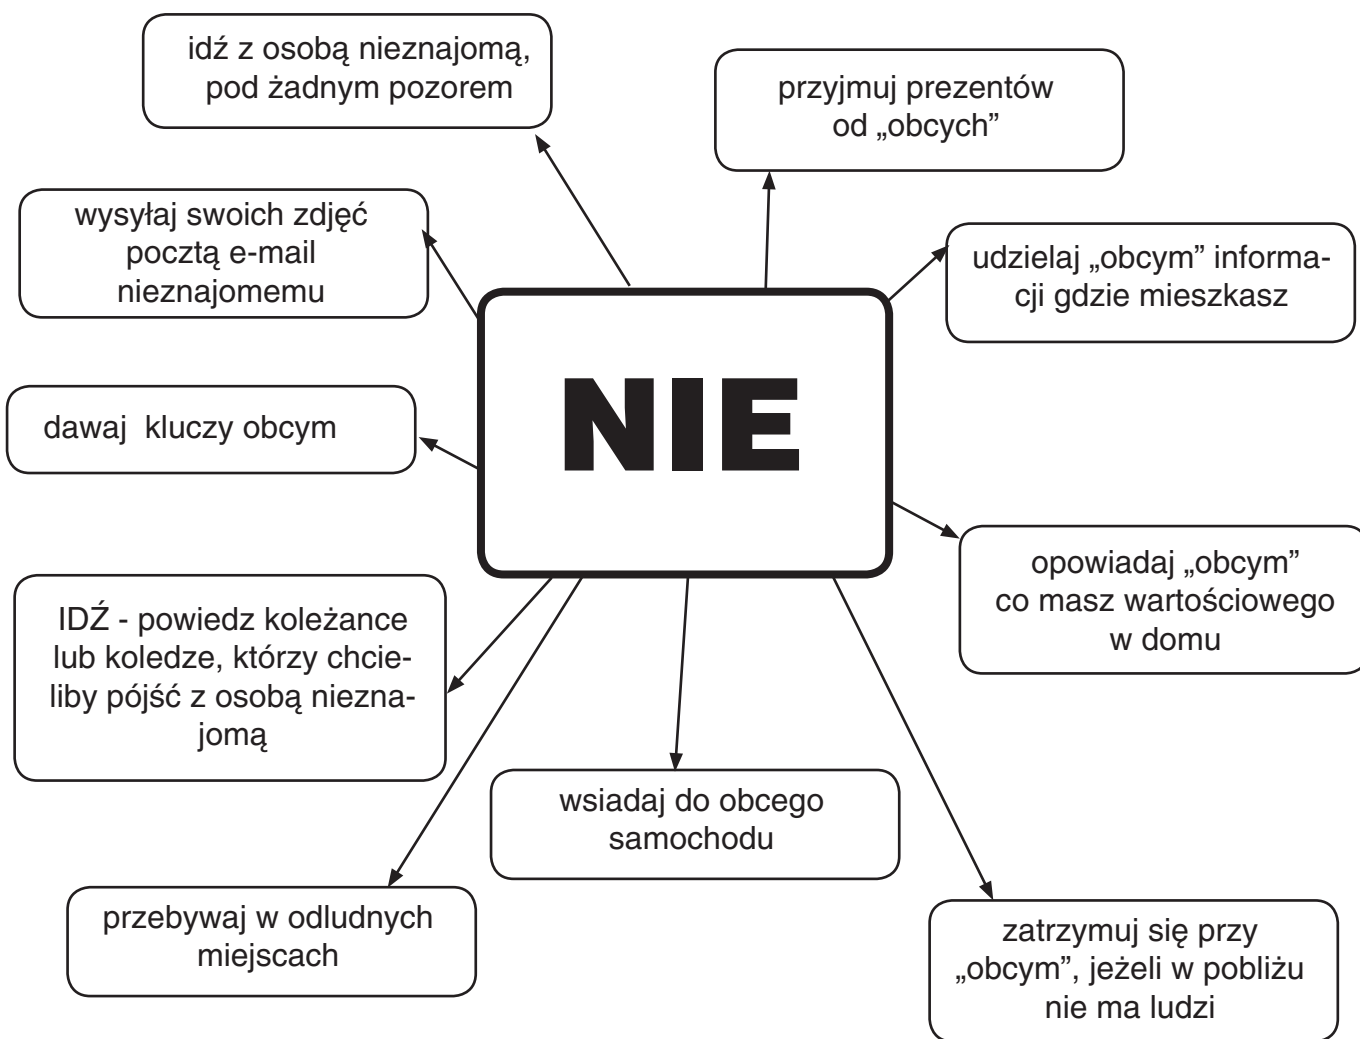 idź z osobą nieznajomą,
pod żadnym pozorem
przyjmuj prezentów
od „obcych”
wysyłaj swoich zdjęć
pocztą e-mail
nieznajomemu
udzielaj „obcym” informa-
cji gdzie mieszkasz
NIE
dawaj kluczy obcym
opowiadaj „obcym”
co masz wartościowego
w domu
IDŹ - powiedz koleżance
lub koledze, którzy chcie-
liby pójść z osobą niezna-
jomą
wsiadaj do obcego
samochodu
przebywaj w odludnych
miejscach
zatrzymuj się przy
„obcym”, jeżeli w pobliżu
nie ma ludzi